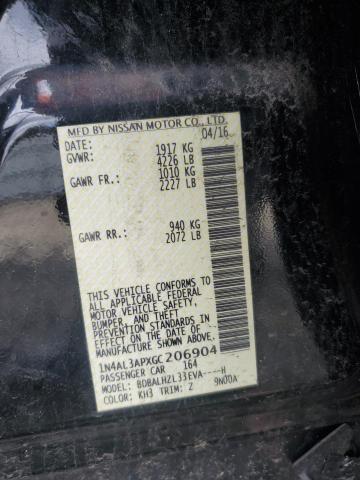 MFD BY NISSAN MOTOR CO., LTD.
DATE: 04/16
GVWR: 1917 KG
4226 LB
GAWR FR.: 1010 KG
2227 LB
GAWR RR.: 940 KG
2072 LB
THIS VEHICLE CONFORMS TO
ALL APPLICABLE FEDERAL
MOTOR VEHICLE SAFETY,
BUMPER, AND THEFT
PREVENTION STANDARDS IN
EFFECT ON THE DATE OF
MANUFACTURE SHOWN ABOVE.
1N4AL3APXGC206904
PASSENGER CAR 164
MODEL: BDBALHZL33EVA----H
COLOR: KH3 TRIM: Z 9N00A